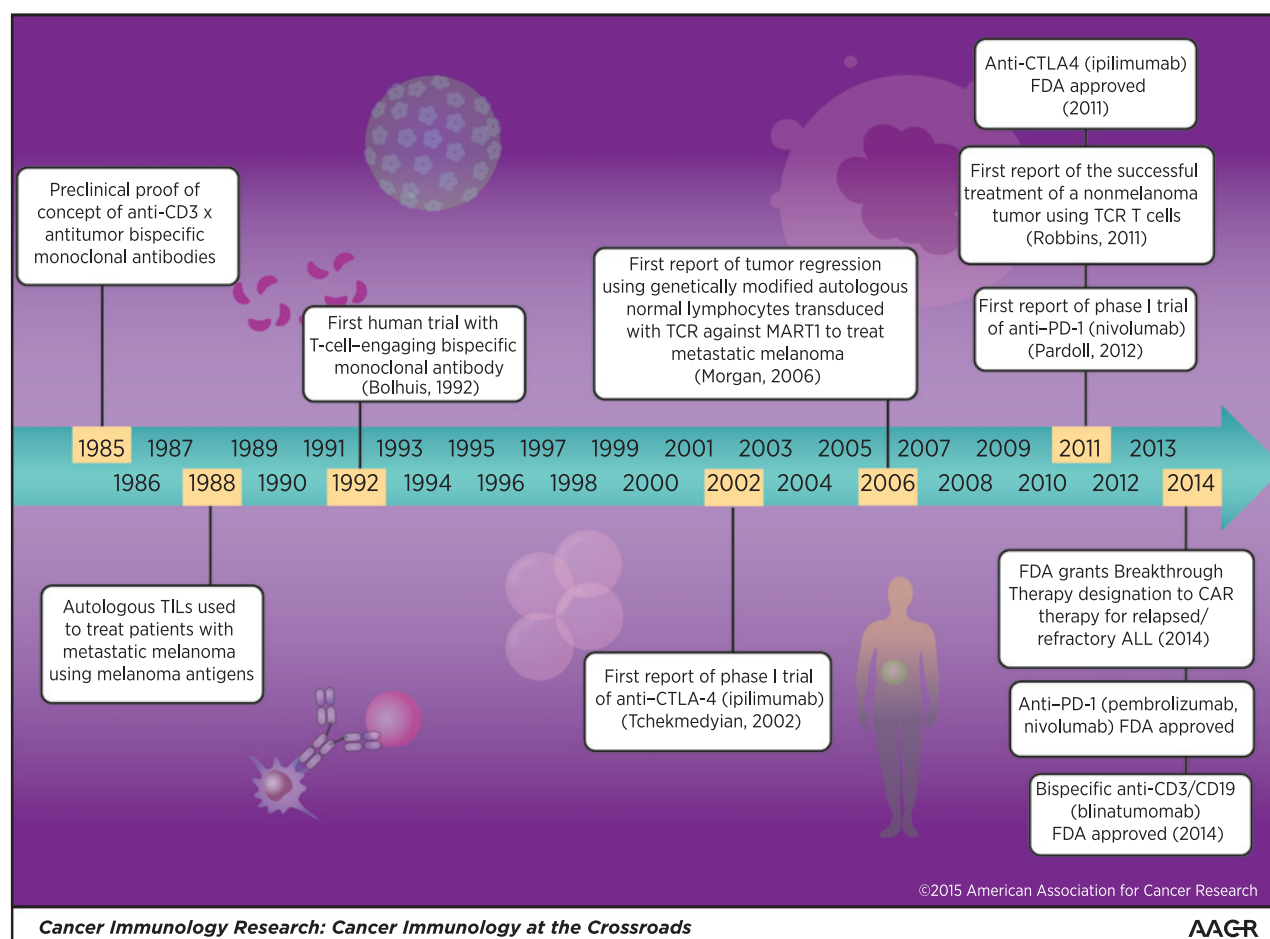 Anti-CTLA4 (ipilimumab)
FDA approved
(2011)
Preclinical proof of
concept of anti-CD3 x
antitumor bispecific
monoclonal antibodies
First report of the successful
treatment of a nonmelanoma
tumor using TCR T cells
(Robbins, 2011)
First report of tumor regression
using genetically modified autologous
normal lymphocytes transduced
with TCR against MART1 to treat
metastatic melanoma
(Morgan, 2006)
First human trial with
T-cell–engaging bispecific
monoclonal antibody
(Bolhuis, 1992)
First report of phase I trial
of anti–PD-1 (nivolumab)
(Pardoll, 2012)
1985 1987 1989 1991 1993 1995 1997 1999 2001 2003 2005 2007 2009 2011 2013
1986 1988 1990 1992 1994 1996 1998 2000 2002 2004 2006 2008 2010 2012 2014
Autologous TILs used
to treat patients with
metastatic melanoma
using melanoma antigens
First report of phase I trial
of anti–CTLA-4 (ipilimumab)
(Tchekmedyian, 2002)
FDA grants Breakthrough
Therapy designation to CAR
therapy for relapsed/
refractory ALL (2014)
Anti–PD-1 (pembrolizumab,
nivolumab) FDA approved
Bispecific anti-CD3/CD19
(blinatumomab)
FDA approved (2014)
©2015 American Association for Cancer Research
Cancer Immunology Research: Cancer Immunology at the Crossroads
AACR